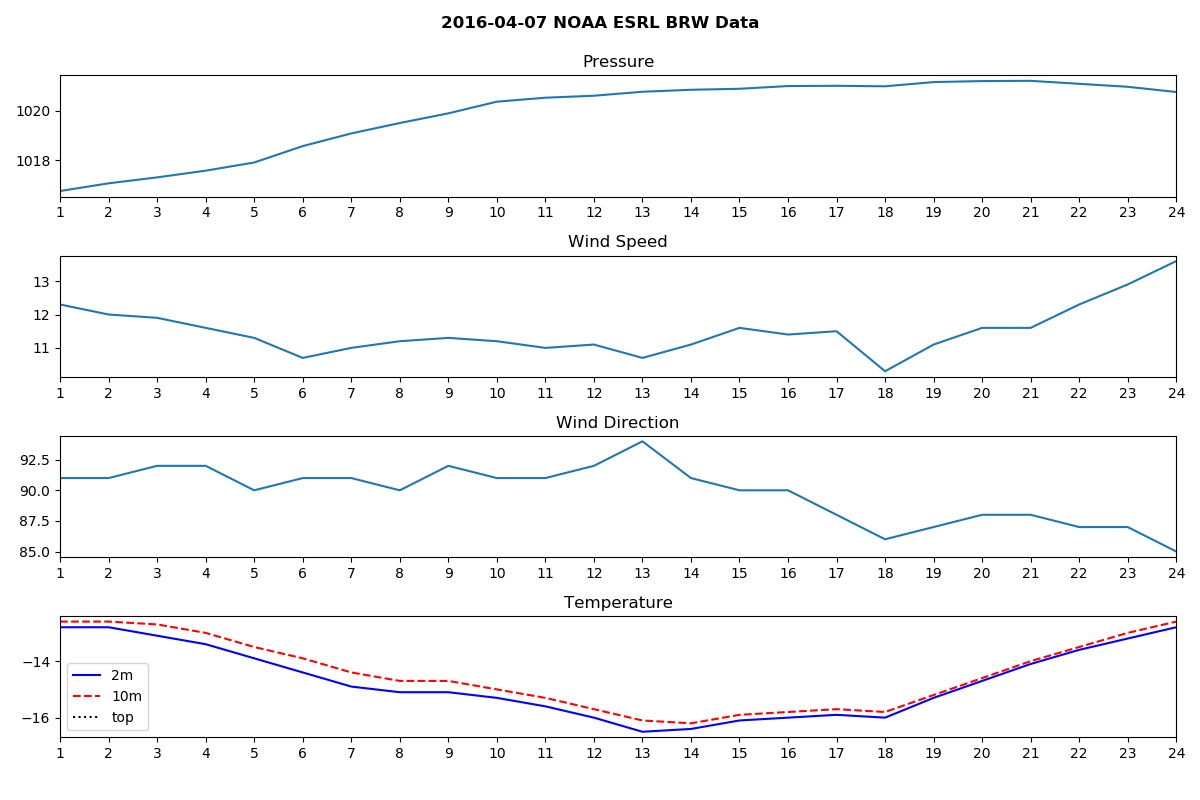 2016-04-07 NOAA ESRL BRW Data
Pressure
1020
1018
1 2 3 4 5 6 7 8 9 10 11 12 13 14 15 16 17 18 19 20 21 22 23 24
Wind Speed
13
12
11
1 2 3 4 5 6 7 8 9 10 11 12 13 14 15 16 17 18 19 20 21 22 23 24
Wind Direction
92.5
90.0
87.5
85.0
1 2 3 4 5 6 7 8 9 10 11 12 13 14 15 16 17 18 19 20 21 22 23 24
Temperature
−14
−16
2m
10m
top
1 2 3 4 5 6 7 8 9 10 11 12 13 14 15 16 17 18 19 20 21 22 23 24